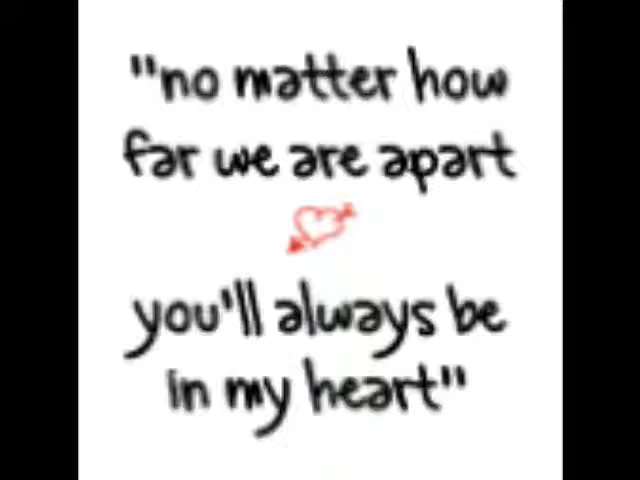 "no matter how
far we are apart
you'll always be
in my heart"